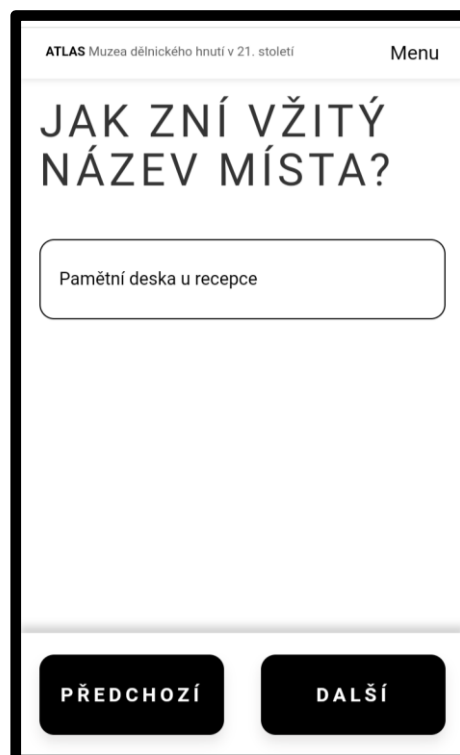 ATLAS Muzea dělnického hnutí v 21. století
Menu
JAK ZNÍ VŽITÝ
NÁZEV MÍSTA?
Pamětní deska u recepce
PŘEDCHOZÍ
DALŠÍ